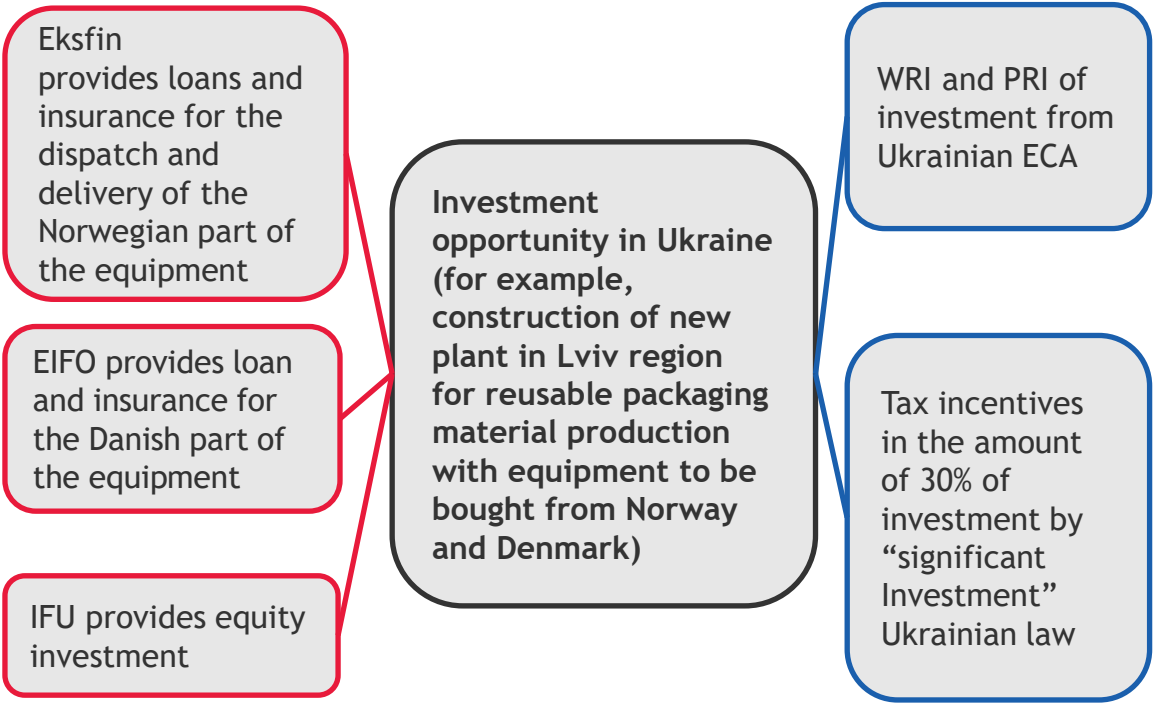 Eksfin
provides loans and
insurance for the
dispatch and
delivery of the
Norwegian part of
the equipment
EIFO provides loan
and insurance for
the Danish part of
the equipment
IFU provides equity
investment
Investment
opportunity in Ukraine
(for example,
construction of new
plant in Lviv region
for reusable packaging
material production
with equipment to be
bought from Norway
and Denmark)
WRI and PRI of
investment from
Ukrainian ECA
Tax incentives
in the amount
of 30% of
investment by
“significant
Investment”
Ukrainian law